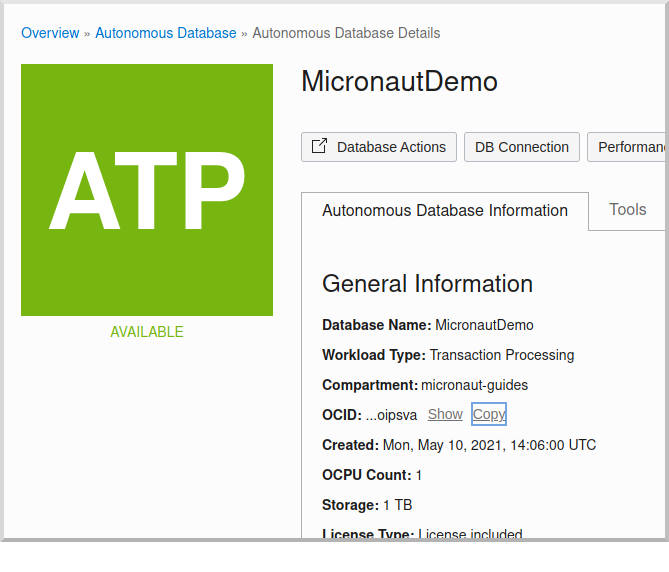 Overview » Autonomous Database » Autonomous Database Details
ATP
AVAILABLE
MicronautDemo
Database Actions DB Connection Performan
Autonomous Database Information Tools
General Information
Database Name: MicronautDemo
Workload Type: Transaction Processing
Compartment: micronaut-guides
OCID: ...oipsva Show Copy
Created: Mon, May 10, 2021, 14:06:00 UTC
OCPU Count: 1
Storage: 1 TB
License Type: License included